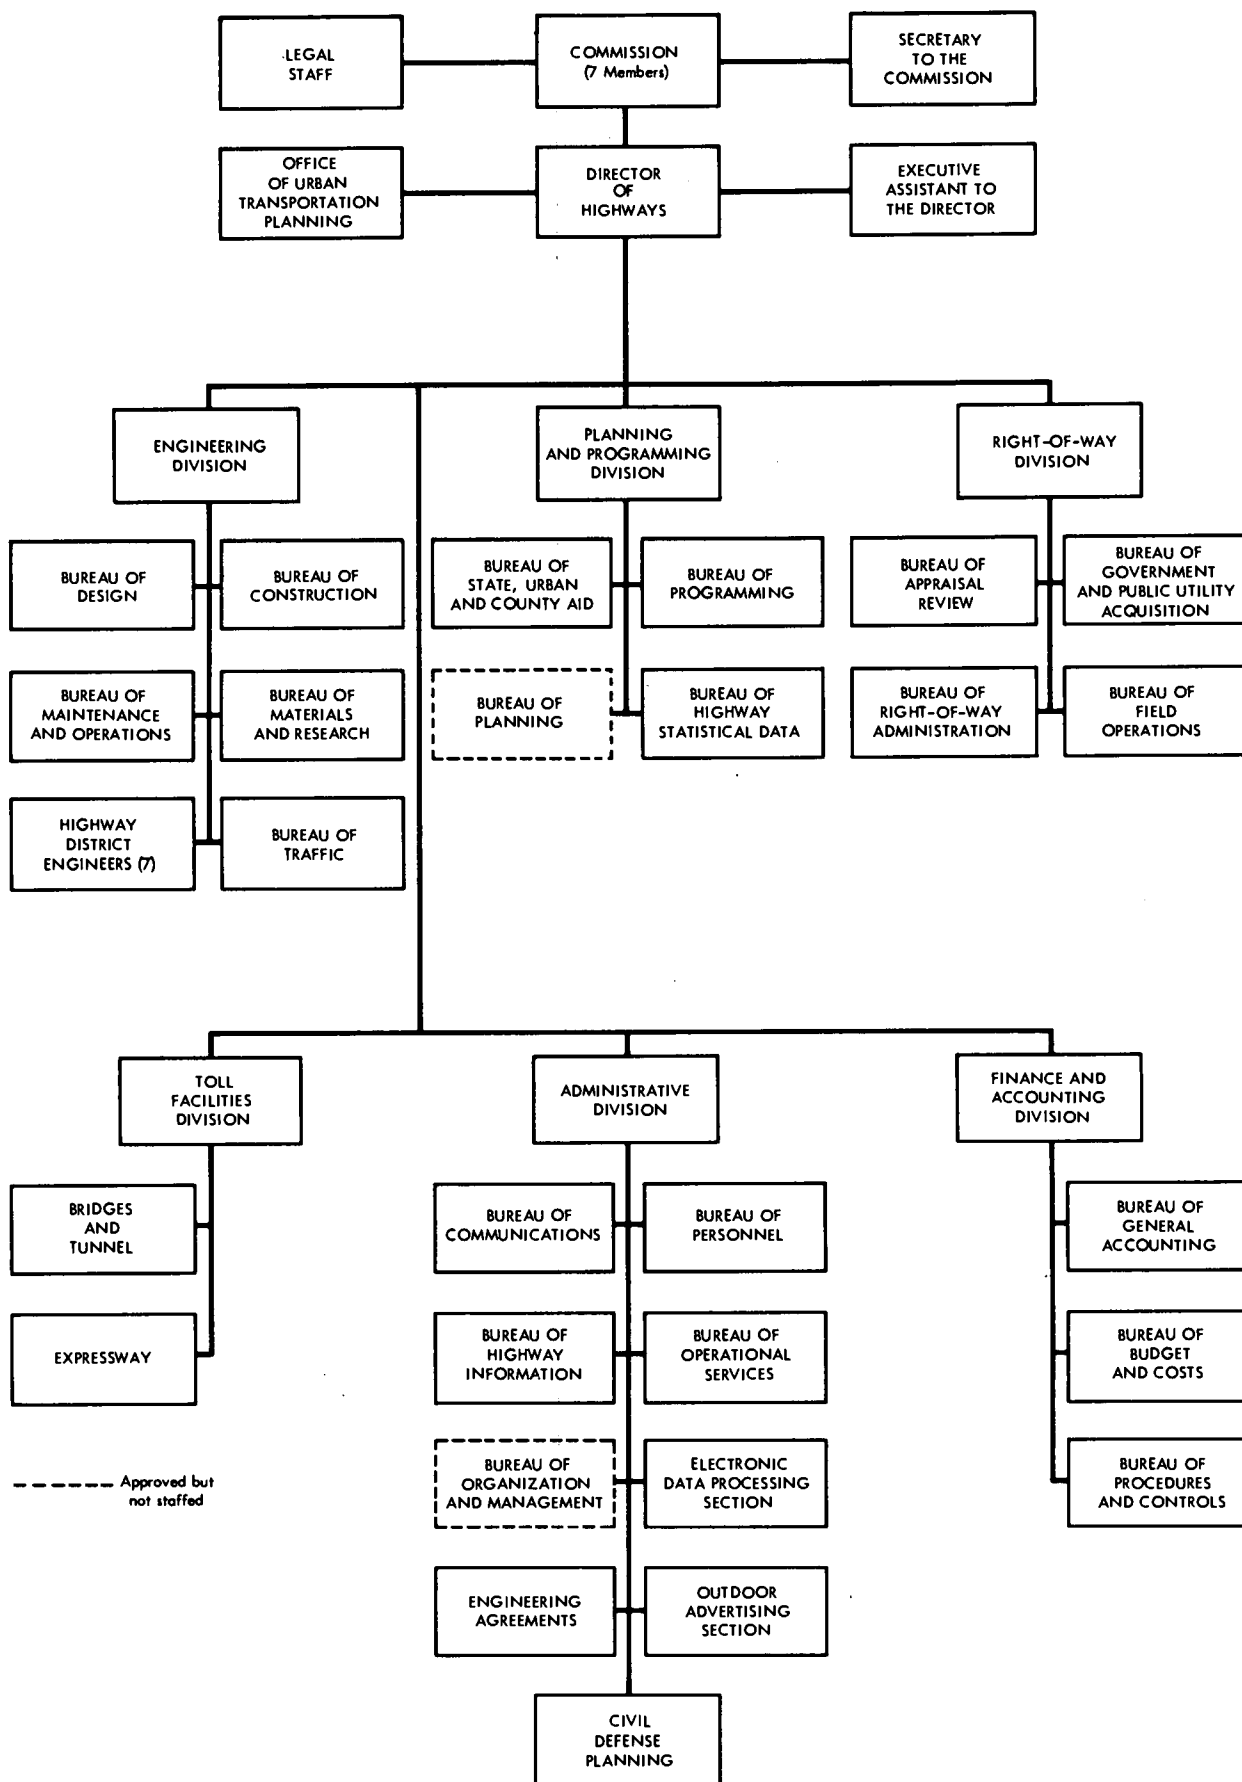 LEGAL
STAFF
COMMISSION
(7 Members)
SECRETARY
TO THE
COMMISSION
OFFICE
OF URBAN
TRANSPORTATION
PLANNING
DIRECTOR
OF
HIGHWAYS
EXECUTIVE
ASSISTANT TO
THE DIRECTOR
ENGINEERING
DIVISION
PLANNING
AND PROGRAMMING
DIVISION
RIGHT-OF-WAY
DIVISION
BUREAU OF
DESIGN
BUREAU OF
CONSTRUCTION
BUREAU OF
STATE, URBAN
AND COUNTY AID
BUREAU OF
PROGRAMMING
BUREAU OF
APPRAISAL
REVIEW
BUREAU OF
GOVERNMENT
AND PUBLIC UTILITY
ACQUISITION
BUREAU OF
MAINTENANCE
AND OPERATIONS
BUREAU OF
MATERIALS
AND RESEARCH
BUREAU OF
PLANNING
BUREAU OF
HIGHWAY
STATISTICAL DATA
BUREAU OF
RIGHT-OF-WAY
ADMINISTRATION
BUREAU OF
FIELD
OPERATIONS
HIGHWAY
DISTRICT
ENGINEERS (7)
BUREAU OF
TRAFFIC
TOLL
FACILITIES
DIVISION
ADMINISTRATIVE
DIVISION
FINANCE AND
ACCOUNTING
DIVISION
BRIDGES
AND
TUNNEL
BUREAU OF
COMMUNICATIONS
BUREAU OF
PERSONNEL
BUREAU OF
GENERAL
ACCOUNTING
EXPRESSWAY
BUREAU OF
HIGHWAY
INFORMATION
BUREAU OF
OPERATIONAL
SERVICES
BUREAU OF
BUDGET
AND COSTS
Approved but
not staffed
BUREAU OF
ORGANIZATION
AND MANAGEMENT
ELECTRONIC
DATA PROCESSING
SECTION
BUREAU OF
PROCEDURES
AND CONTROLS
ENGINEERING
AGREEMENTS
OUTDOOR
ADVERTISING
SECTION
CIVIL
DEFENSE
PLANNING